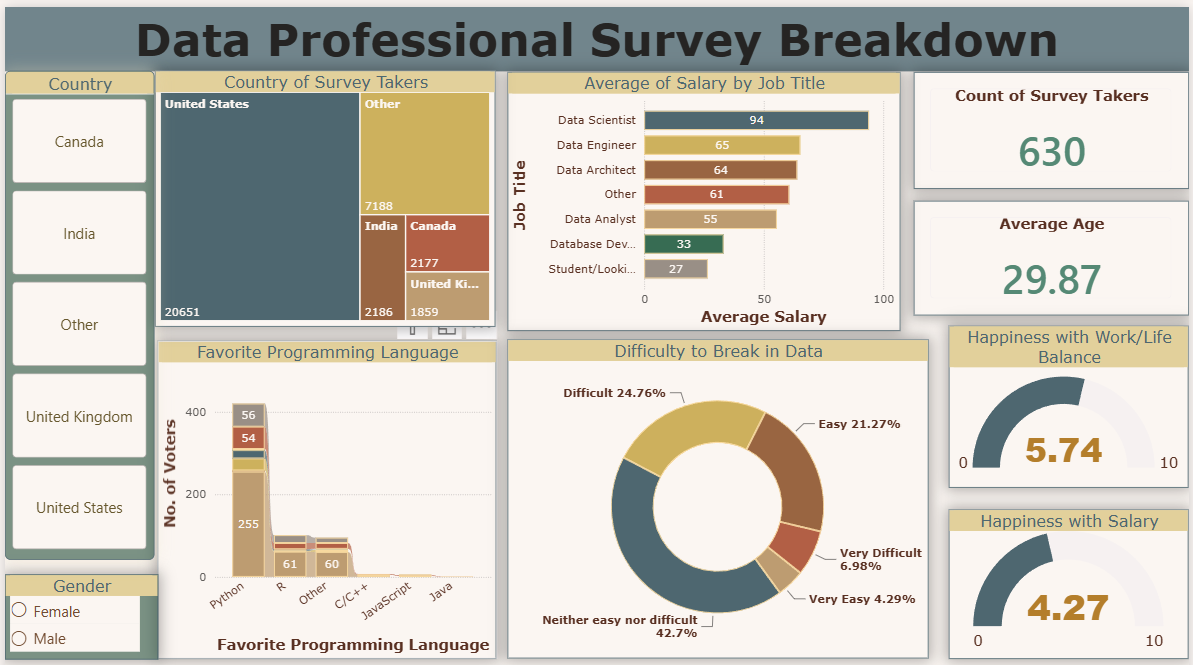 Data Professional Survey Breakdown
Country
Canada
India
Other
United Kingdom
United States
Gender
Female
Male
Country of Survey Takers
United States
20651
Other
7188
India
2186
Canada
2177
United Ki...
1859
Average of Salary by Job Title
Job Title
Data Scientist
94
Data Engineer
65
Data Architect
64
Other
61
Data Analyst
55
Database Dev...
33
Student/Looki...
27
0 50 100
Average Salary
Count of Survey Takers
630
Average Age
29.87
Favorite Programming Language
No. of Voters
400
200
0
56
54
255
61
60
Python
R
Other
C/C++
JavaScript
Java
Favorite Programming Language
Difficulty to Break in Data
Difficult 24.76%
Easy 21.27%
Very Difficult
6.98%
Very Easy 4.29%
Neither easy nor difficult
42.7%
Happiness with Work/Life
Balance
5.74
0 10
Happiness with Salary
4.27
0 10